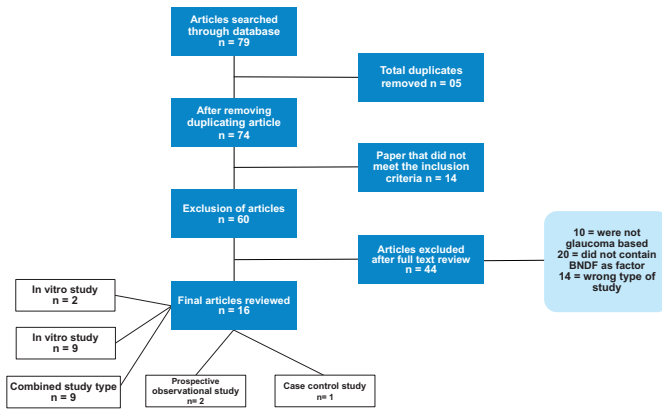 Articles searched
through database
n = 79
Total duplicates
removed n = 05
After removing
duplicating article
n = 74
Paper that did not
meet the inclusion
criteria n = 14
Exclusion of articles
n = 60
Articles excluded
after full text review
n = 44
10 = were not
glaucoma based
20 = did not contain
BNDF as factor
14 = wrong type of
study
Final articles reviewed
n = 16
In vitro study
n = 2
In vitro study
n = 9
Combined study type
n = 9
Prospective
observational study
n= 2
Case control study
n= 1